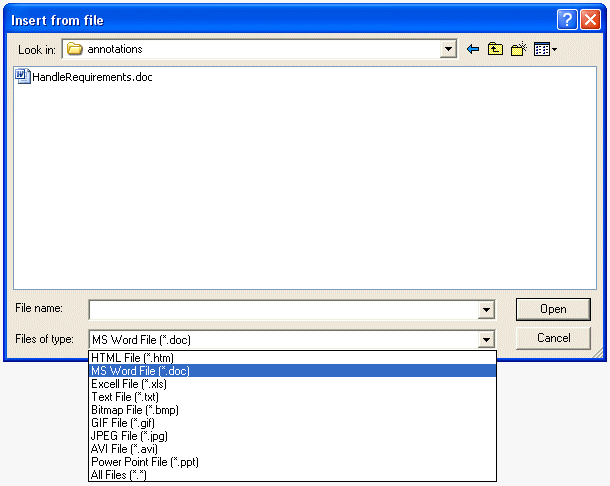 Insert from file
Look in: annotations
HandleRequirements.doc
File name:
Open
Files of type: MS Word File (*.doc)
Cancel
HTML File (*.htm)
MS Word File (*.doc)
Excell File (*.xls)
Text File (*.txt)
Bitmap File (*.bmp)
GIF File (*.gif)
JPEG File (*.jpg)
AVI File (*.avi)
Power Point File (*.ppt)
All Files (*.*)